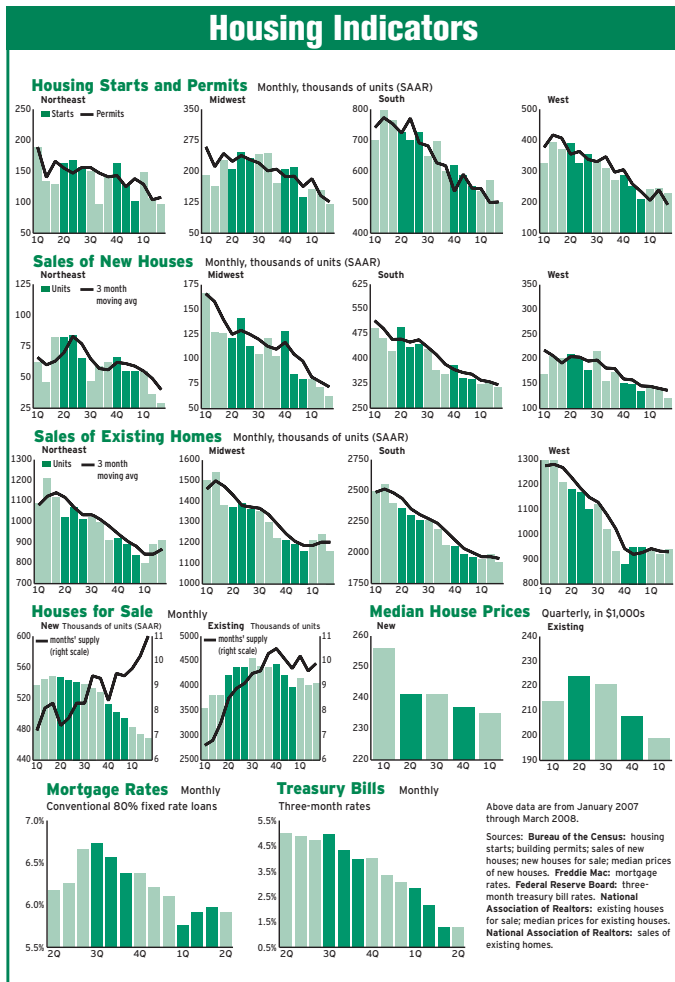 Housing Indicators
Housing Starts and Permits Monthly, thousands of units (SAAR)
Northeast Midwest South West
Starts Permits
250 350 800 500
200 275 700 400
150 200 600 300
100 125 500 200
50 50 400 100
1Q 2Q 3Q 4Q 1Q 1Q 2Q 3Q 4Q 1Q 1Q 2Q 3Q 4Q 1Q 1Q 2Q 3Q 4Q 1Q
Sales of New Houses Monthly, thousands of units (SAAR)
Northeast Midwest South West
Units 3 month
moving avg
125 175 625 350
100 150 550 300
475 250
75 125 400 200
50 100 325 150
75
25 50 250 100
1Q 2Q 3Q 4Q 1Q 1Q 2Q 3Q 4Q 1Q 1Q 2Q 3Q 4Q 1Q 1Q 2Q 3Q 4Q 1Q
Sales of Existing Homes Monthly, thousands of units (SAAR)
Northeast Midwest South West
Units 3 month
moving avg
1300 1600 2750 1300
1200 1500 1200
1100 1400 2500 1100
1000 1300 2250 1000
900 1200 2000 900
800 1100
700 1000 1750 800
1Q 2Q 3Q 4Q 1Q 1Q 2Q 3Q 4Q 1Q 1Q 2Q 3Q 4Q 1Q 1Q 2Q 3Q 4Q 1Q
Houses for Sale Monthly
New Thousands of units (SAAR)
months' supply
(right scale)
600 11
560 10
520 9
8
480 7
440 6
1Q 2Q 3Q 4Q 1Q
Existing Thousands of units
months' supply
(right scale)
5000 11
4500 10
4000 9
3500 8
3000 7
2500 6
1Q 2Q 3Q 4Q 1Q
Median House Prices Quarterly, in $1,000s
New
260
250
240
230
220
1Q 2Q 3Q 4Q 1Q
Existing
240
230
220
210
200
190
1Q 2Q 3Q 4Q 1Q
Mortgage Rates Monthly
Conventional 80% fixed rate loans
7.0%
6.5%
6.0%
5.5%
2Q 3Q 4Q 1Q 2Q
Treasury Bills Monthly
Three-month rates
5.5%
4.5%
3.5%
2.5%
1.5%
0.5%
2Q 3Q 4Q 1Q 2Q
Above data are from January 2007
through March 2008.
Sources: Bureau of the Census: housing
starts; building permits; sales of new
houses; new houses for sale; median prices
of new houses. Freddie Mac: mortgage
rates. Federal Reserve Board: three-
month treasury bill rates. National
Association of Realtors: existing houses
for sale; median prices for existing houses.
National Association of Realtors: sales of
existing homes.